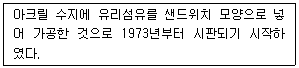 아크릴 수지에 유리섬유를 샌드위치 모양으로 넣
어 가공한 것으로 1973년부터 시판되기 시작하
였다.